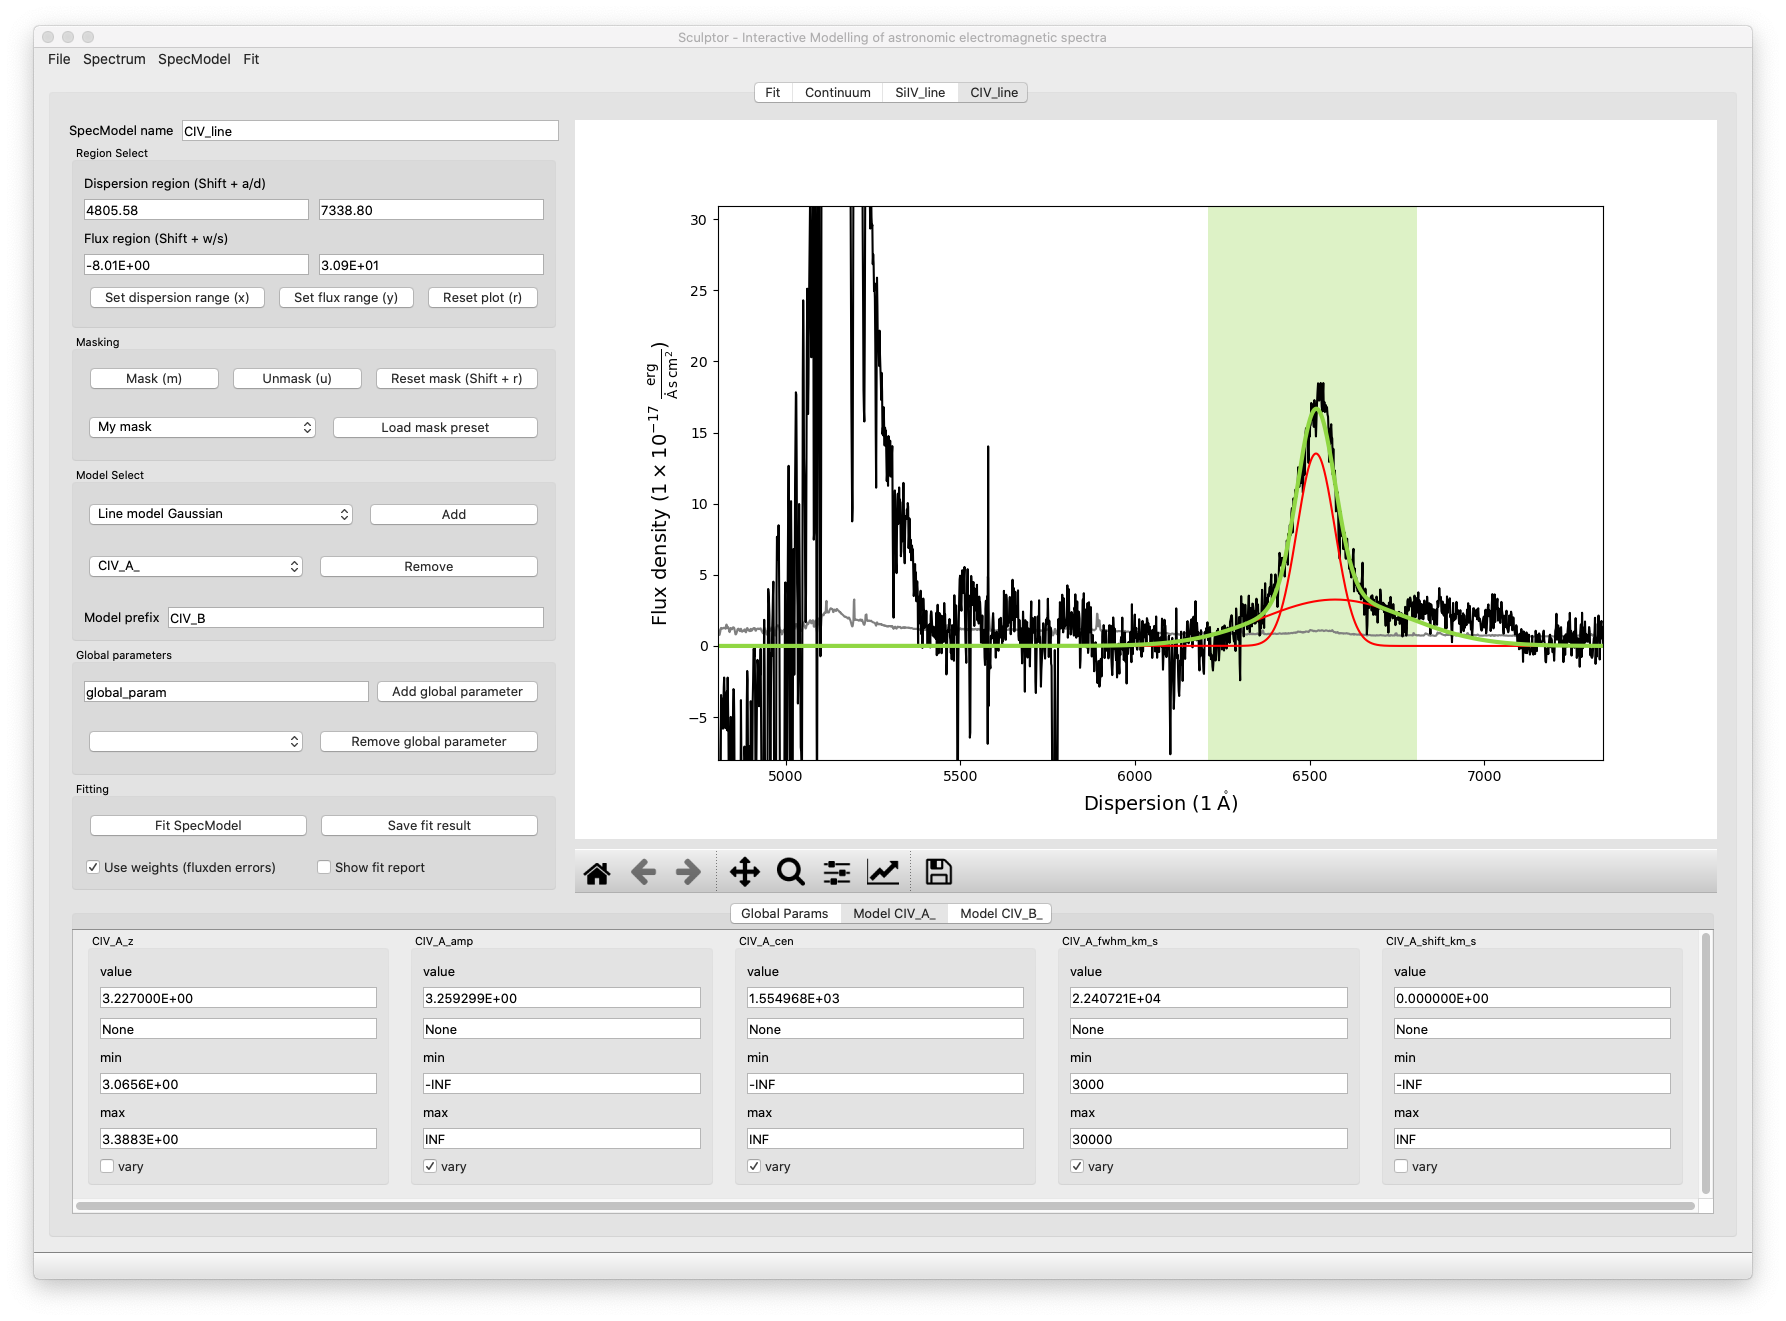 Sculptor - Interactive Modelling of astronomic electromagnetic spectra
File Spectrum SpecModel Fit
Fit Continuum SiIV_line CIV_line
SpecModel name CIV_line
Region Select
Dispersion region (Shift + a/d)
4805.58 7338.80
Flux region (Shift + w/s)
-8.01E+00 3.09E+01
Set dispersion range (x) Set flux range (y) Reset plot (r)
Masking
Mask (m) Unmask (u) Reset mask (Shift + r)
My mask Load mask preset
Model Select
Line model Gaussian Add
CIV_A_ Remove
Model prefix CIV_B
Global parameters
global_param Add global parameter
Remove global parameter
Fitting
Fit SpecModel Save fit result
Use weights (fluxden errors) Show fit report
Flux density (1 × 10⁻¹⁷ erg / Å s cm²)
30
25
20
15
10
5
0
−5
5000 5500 6000 6500 7000
Dispersion (1 Å)
Global Params Model CIV_A_ Model CIV_B_
CIV_A_z CIV_A_amp CIV_A_cen CIV_A_fwhm_km_s CIV_A_shift_km_s
value value value value value
3.227000E+00 3.259299E+00 1.554968E+03 2.240721E+04 0.000000E+00
None None None None None
min min min min min
3.0656E+00 -INF -INF 3000 -INF
max max max max max
3.3883E+00 INF INF 30000 INF
vary vary vary vary vary